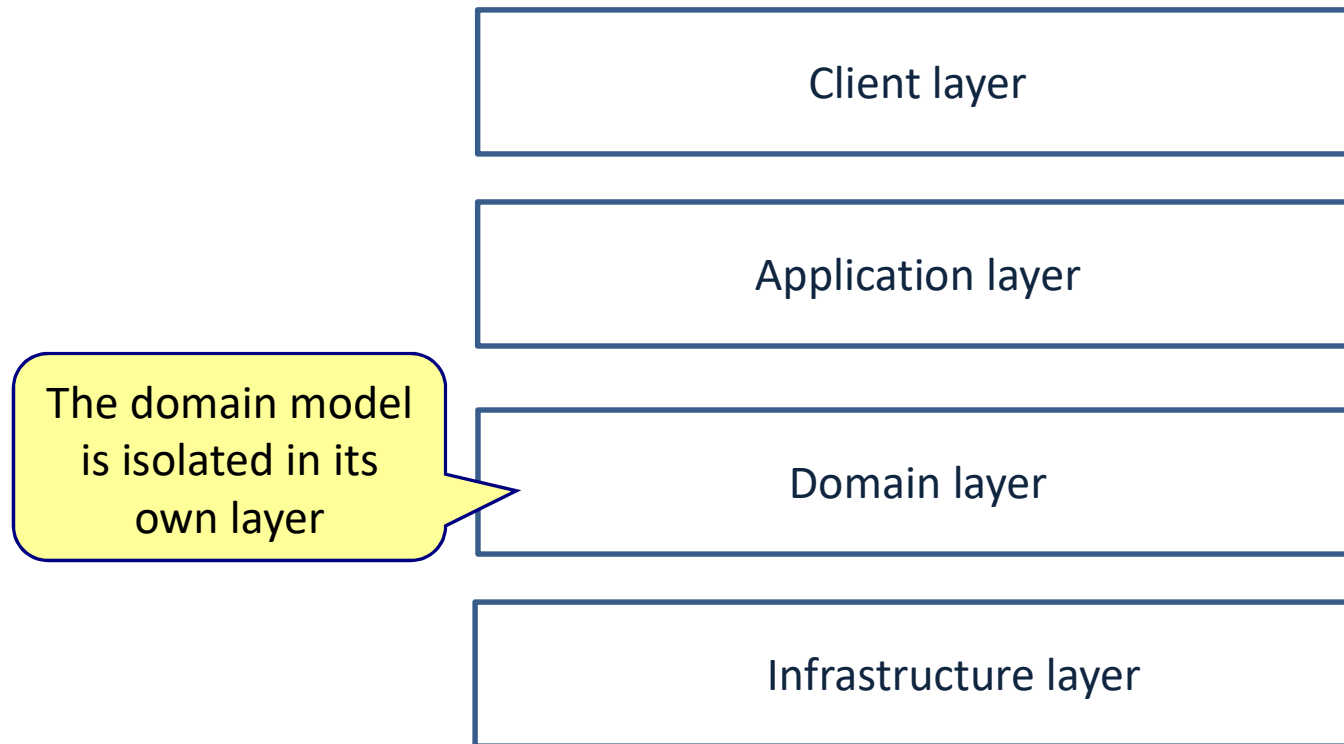 Client layer
Application layer
The domain model
is isolated in its
own layer
Domain layer
Infrastructure layer